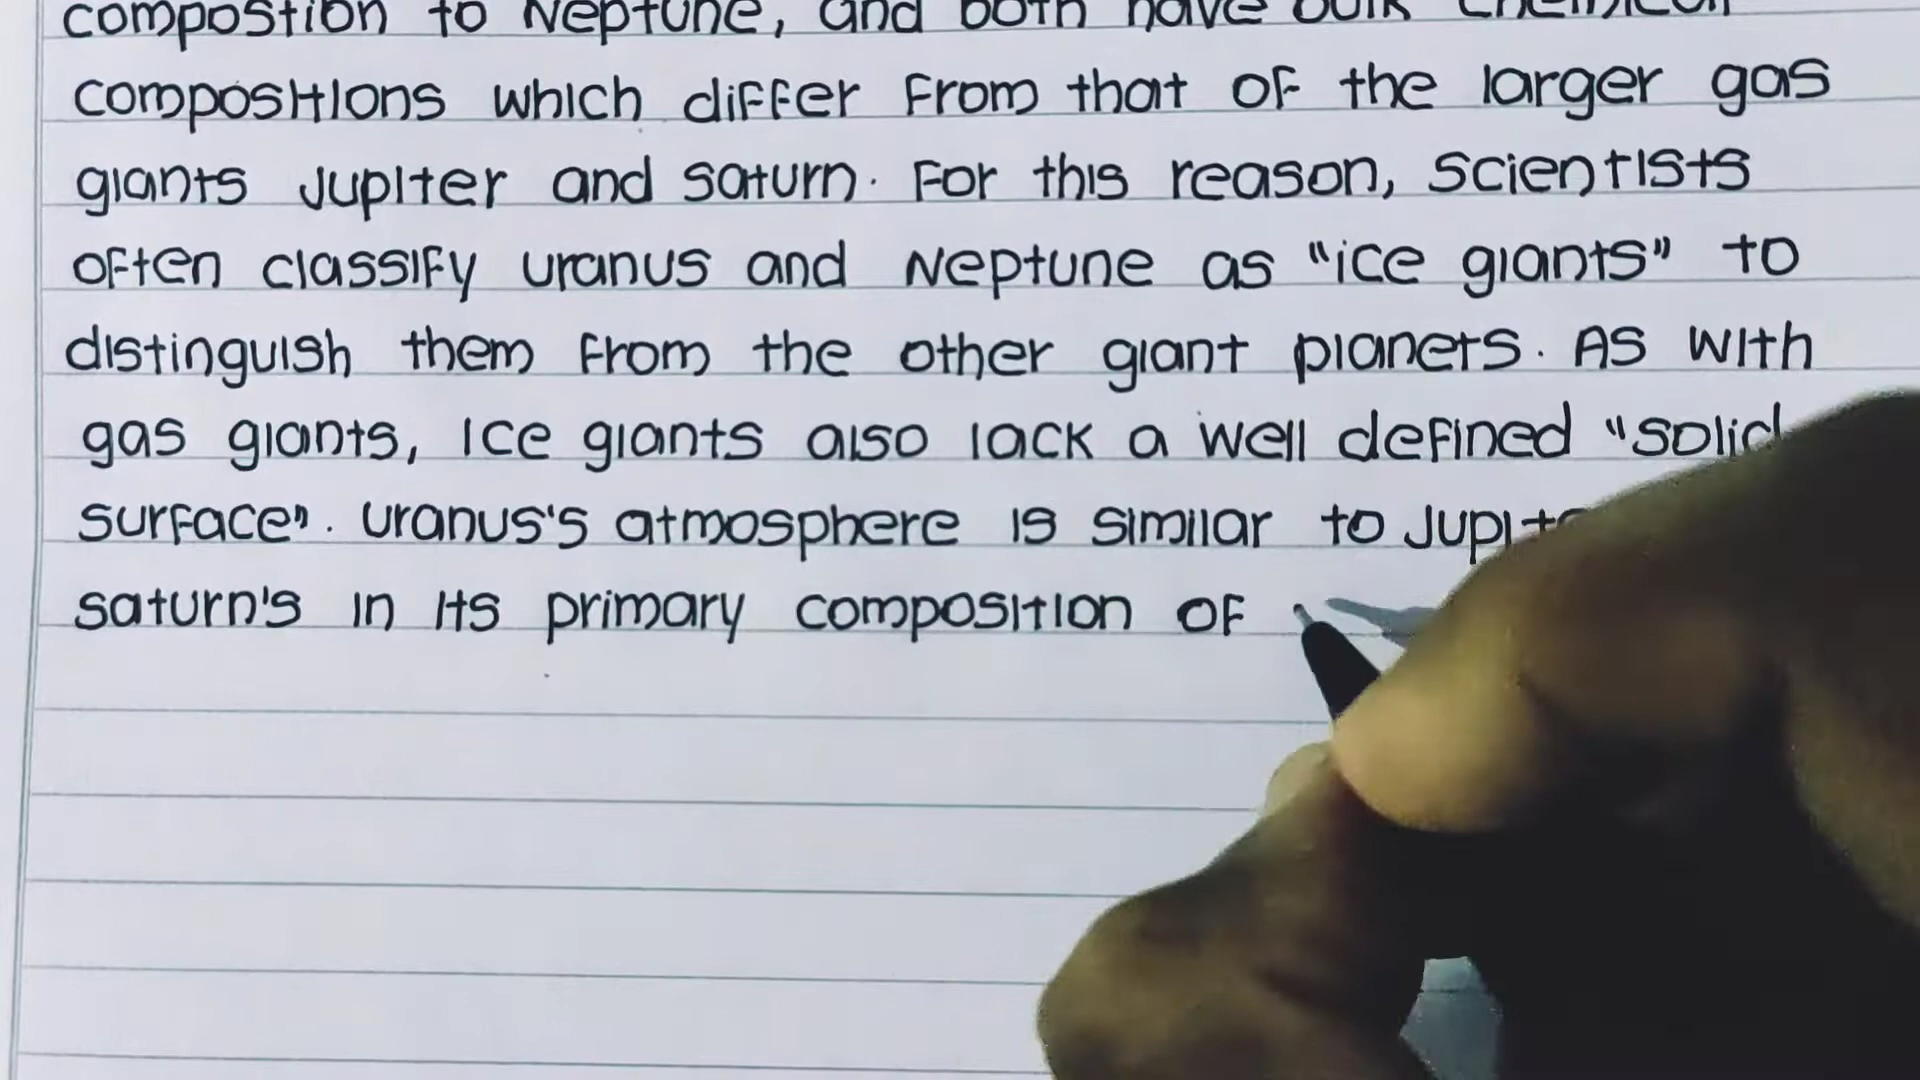 compostion to Neptune, and both have bulk chemical
compositions which differ from that of the larger gas
giants Jupiter and saturn. For this reason, scientists
often classify uranus and Neptune as "ice giants" to
distinguish them from the other giant planets. As with
gas giants, Ice giants also lack a well defined "solid
surface". Uranus's atmosphere is similar to
saturn's in its primary composition of